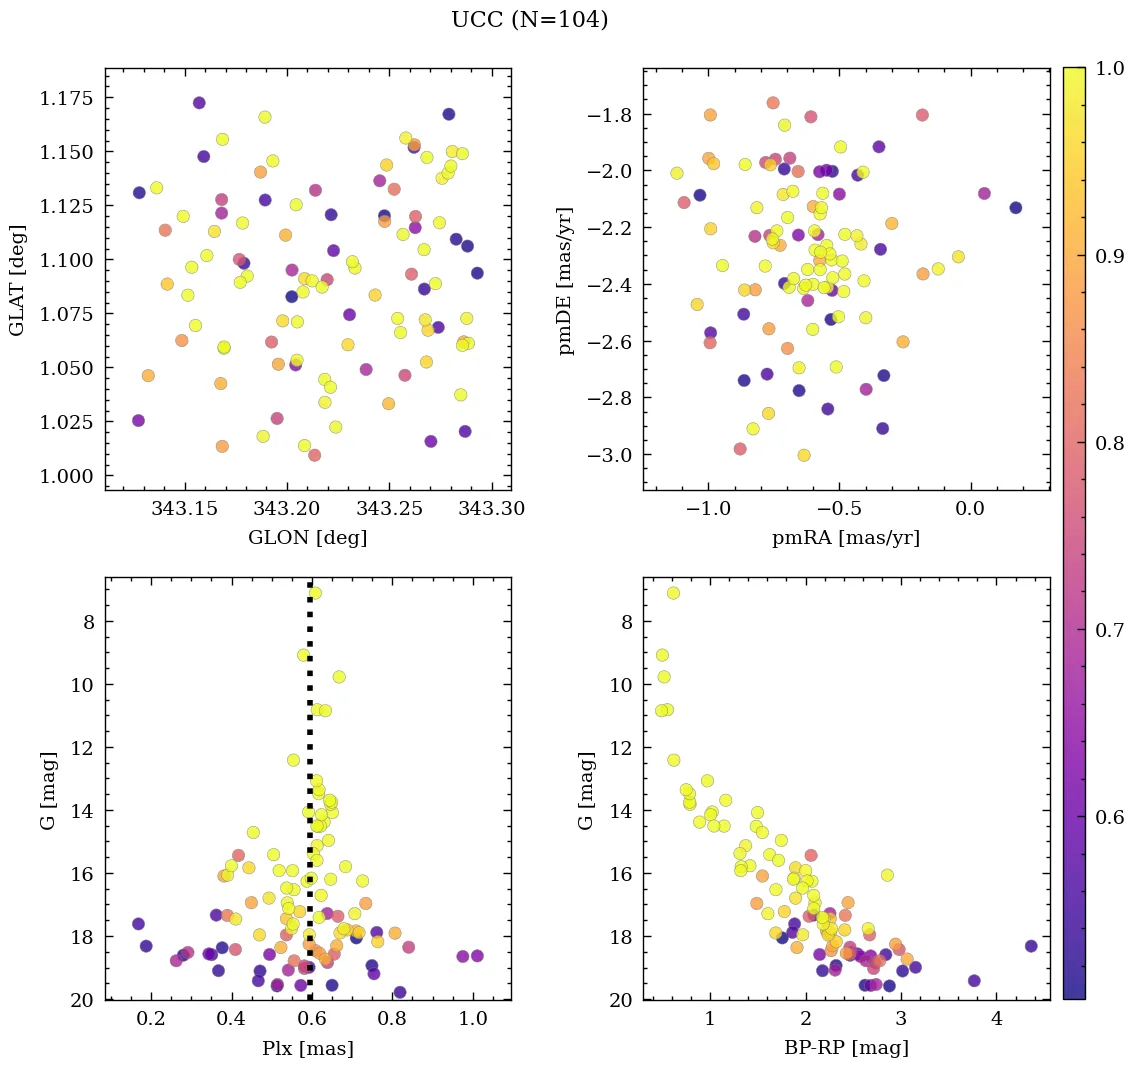 UCC (N=104)
1.175
1.150
1.125
1.100
1.075
1.050
1.025
1.000
GLAT [deg]
343.15 343.20 343.25 343.30
GLON [deg]
−1.8
−2.0
−2.2
−2.4
−2.6
−2.8
−3.0
pmDE [mas/yr]
−1.0 −0.5 0.0
pmRA [mas/yr]
1.0
0.9
0.8
0.7
0.6
8
10
12
14
16
18
20
G [mag]
0.2 0.4 0.6 0.8 1.0
Plx [mas]
8
10
12
14
16
18
20
G [mag]
1 2 3 4
BP-RP [mag]